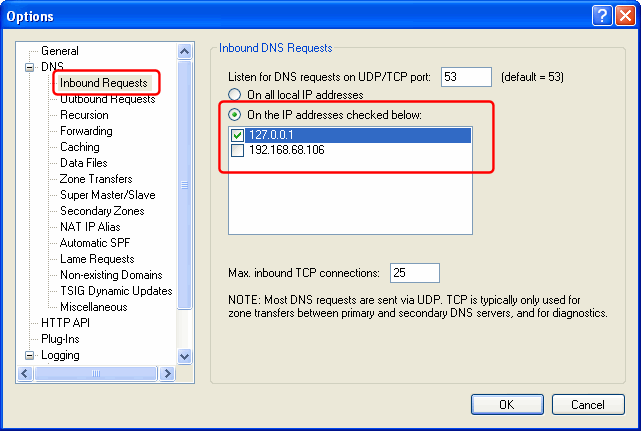 Options
General
DNS
Inbound Requests
Outbound Requests
Recursion
Forwarding
Caching
Data Files
Zone Transfers
Super Master/Slave
Secondary Zones
NAT IP Alias
Automatic SPF
Lame Requests
Non-existing Domains
TSIG Dynamic Updates
Miscellaneous
HTTP API
Plug-Ins
Logging
Inbound DNS Requests
Listen for DNS requests on UDP/TCP port: 53 (default = 53)
On all local IP addresses
On the IP addresses checked below:
127.0.0.1
192.168.68.106
Max. inbound TCP connections: 25
NOTE: Most DNS requests are sent via UDP. TCP is typically only used for
zone transfers between primary and secondary DNS servers, and for diagnostics.
OK Cancel